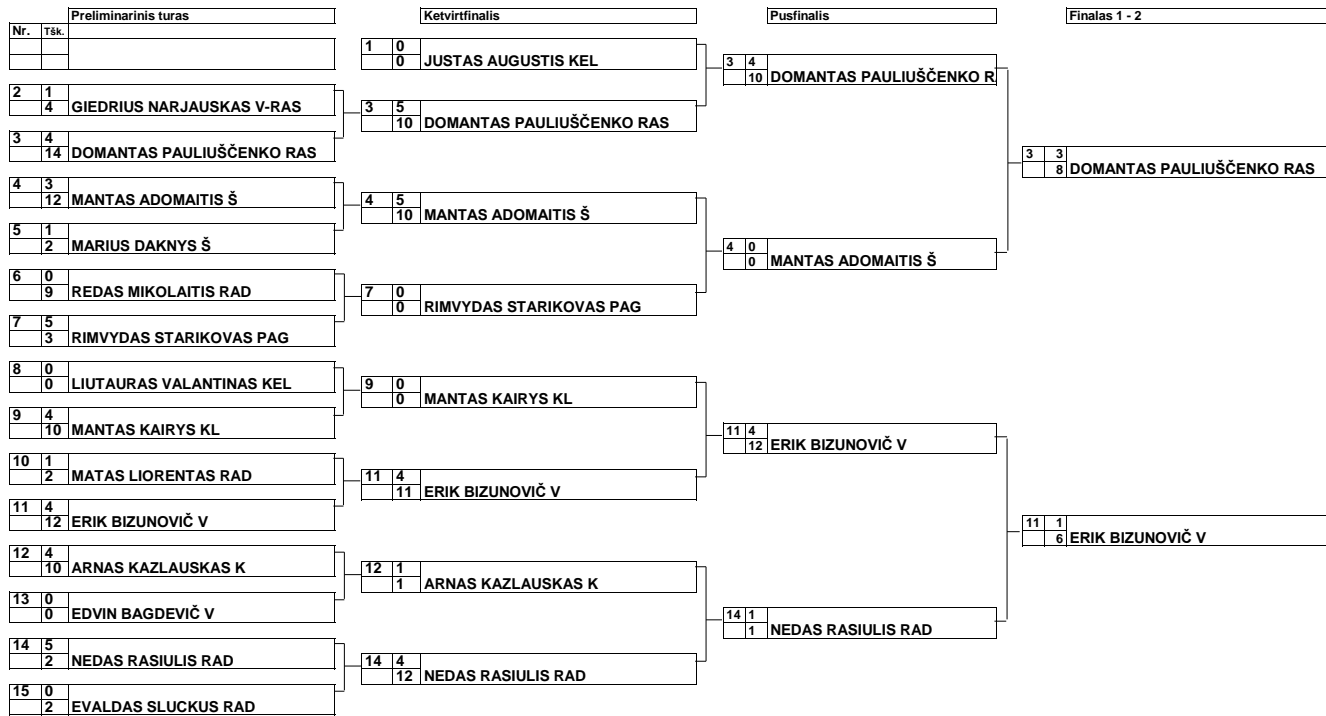 Preliminarinis turas
Nr. Tšk.
2 1
4 GIEDRIUS NARJAUSKAS V-RAS
3 4
14 DOMANTAS PAULIUŠČENKO RAS
4 3
12 MANTAS ADOMAITIS Š
5 1
2 MARIUS DAKNYS Š
6 0
9 REDAS MIKOLAITIS RAD
7 5
3 RIMVYDAS STARIKOVAS PAG
8 0
0 LIUTAURAS VALANTINAS KEL
9 4
10 MANTAS KAIRYS KL
10 1
2 MATAS LIORENTAS RAD
11 4
12 ERIK BIZUNOVIČ V
12 4
10 ARNAS KAZLAUSKAS K
13 0
0 EDVIN BAGDEVIČ V
14 5
2 NEDAS RASIULIS RAD
15 0
2 EVALDAS SLUCKUS RAD
Ketvirtfinalis
1 0
0 JUSTAS AUGUSTIS KEL
3 5
10 DOMANTAS PAULIUŠČENKO RAS
4 5
10 MANTAS ADOMAITIS Š
7 0
0 RIMVYDAS STARIKOVAS PAG
9 0
0 MANTAS KAIRYS KL
11 4
11 ERIK BIZUNOVIČ V
12 1
1 ARNAS KAZLAUSKAS K
14 4
12 NEDAS RASIULIS RAD
Pusfinalis
3 4
10 DOMANTAS PAULIUŠČENKO R
4 0
0 MANTAS ADOMAITIS Š
11 4
12 ERIK BIZUNOVIČ V
14 1
1 NEDAS RASIULIS RAD
Finalas 1 - 2
3 3
8 DOMANTAS PAULIUŠČENKO RAS
11 1
6 ERIK BIZUNOVIČ V